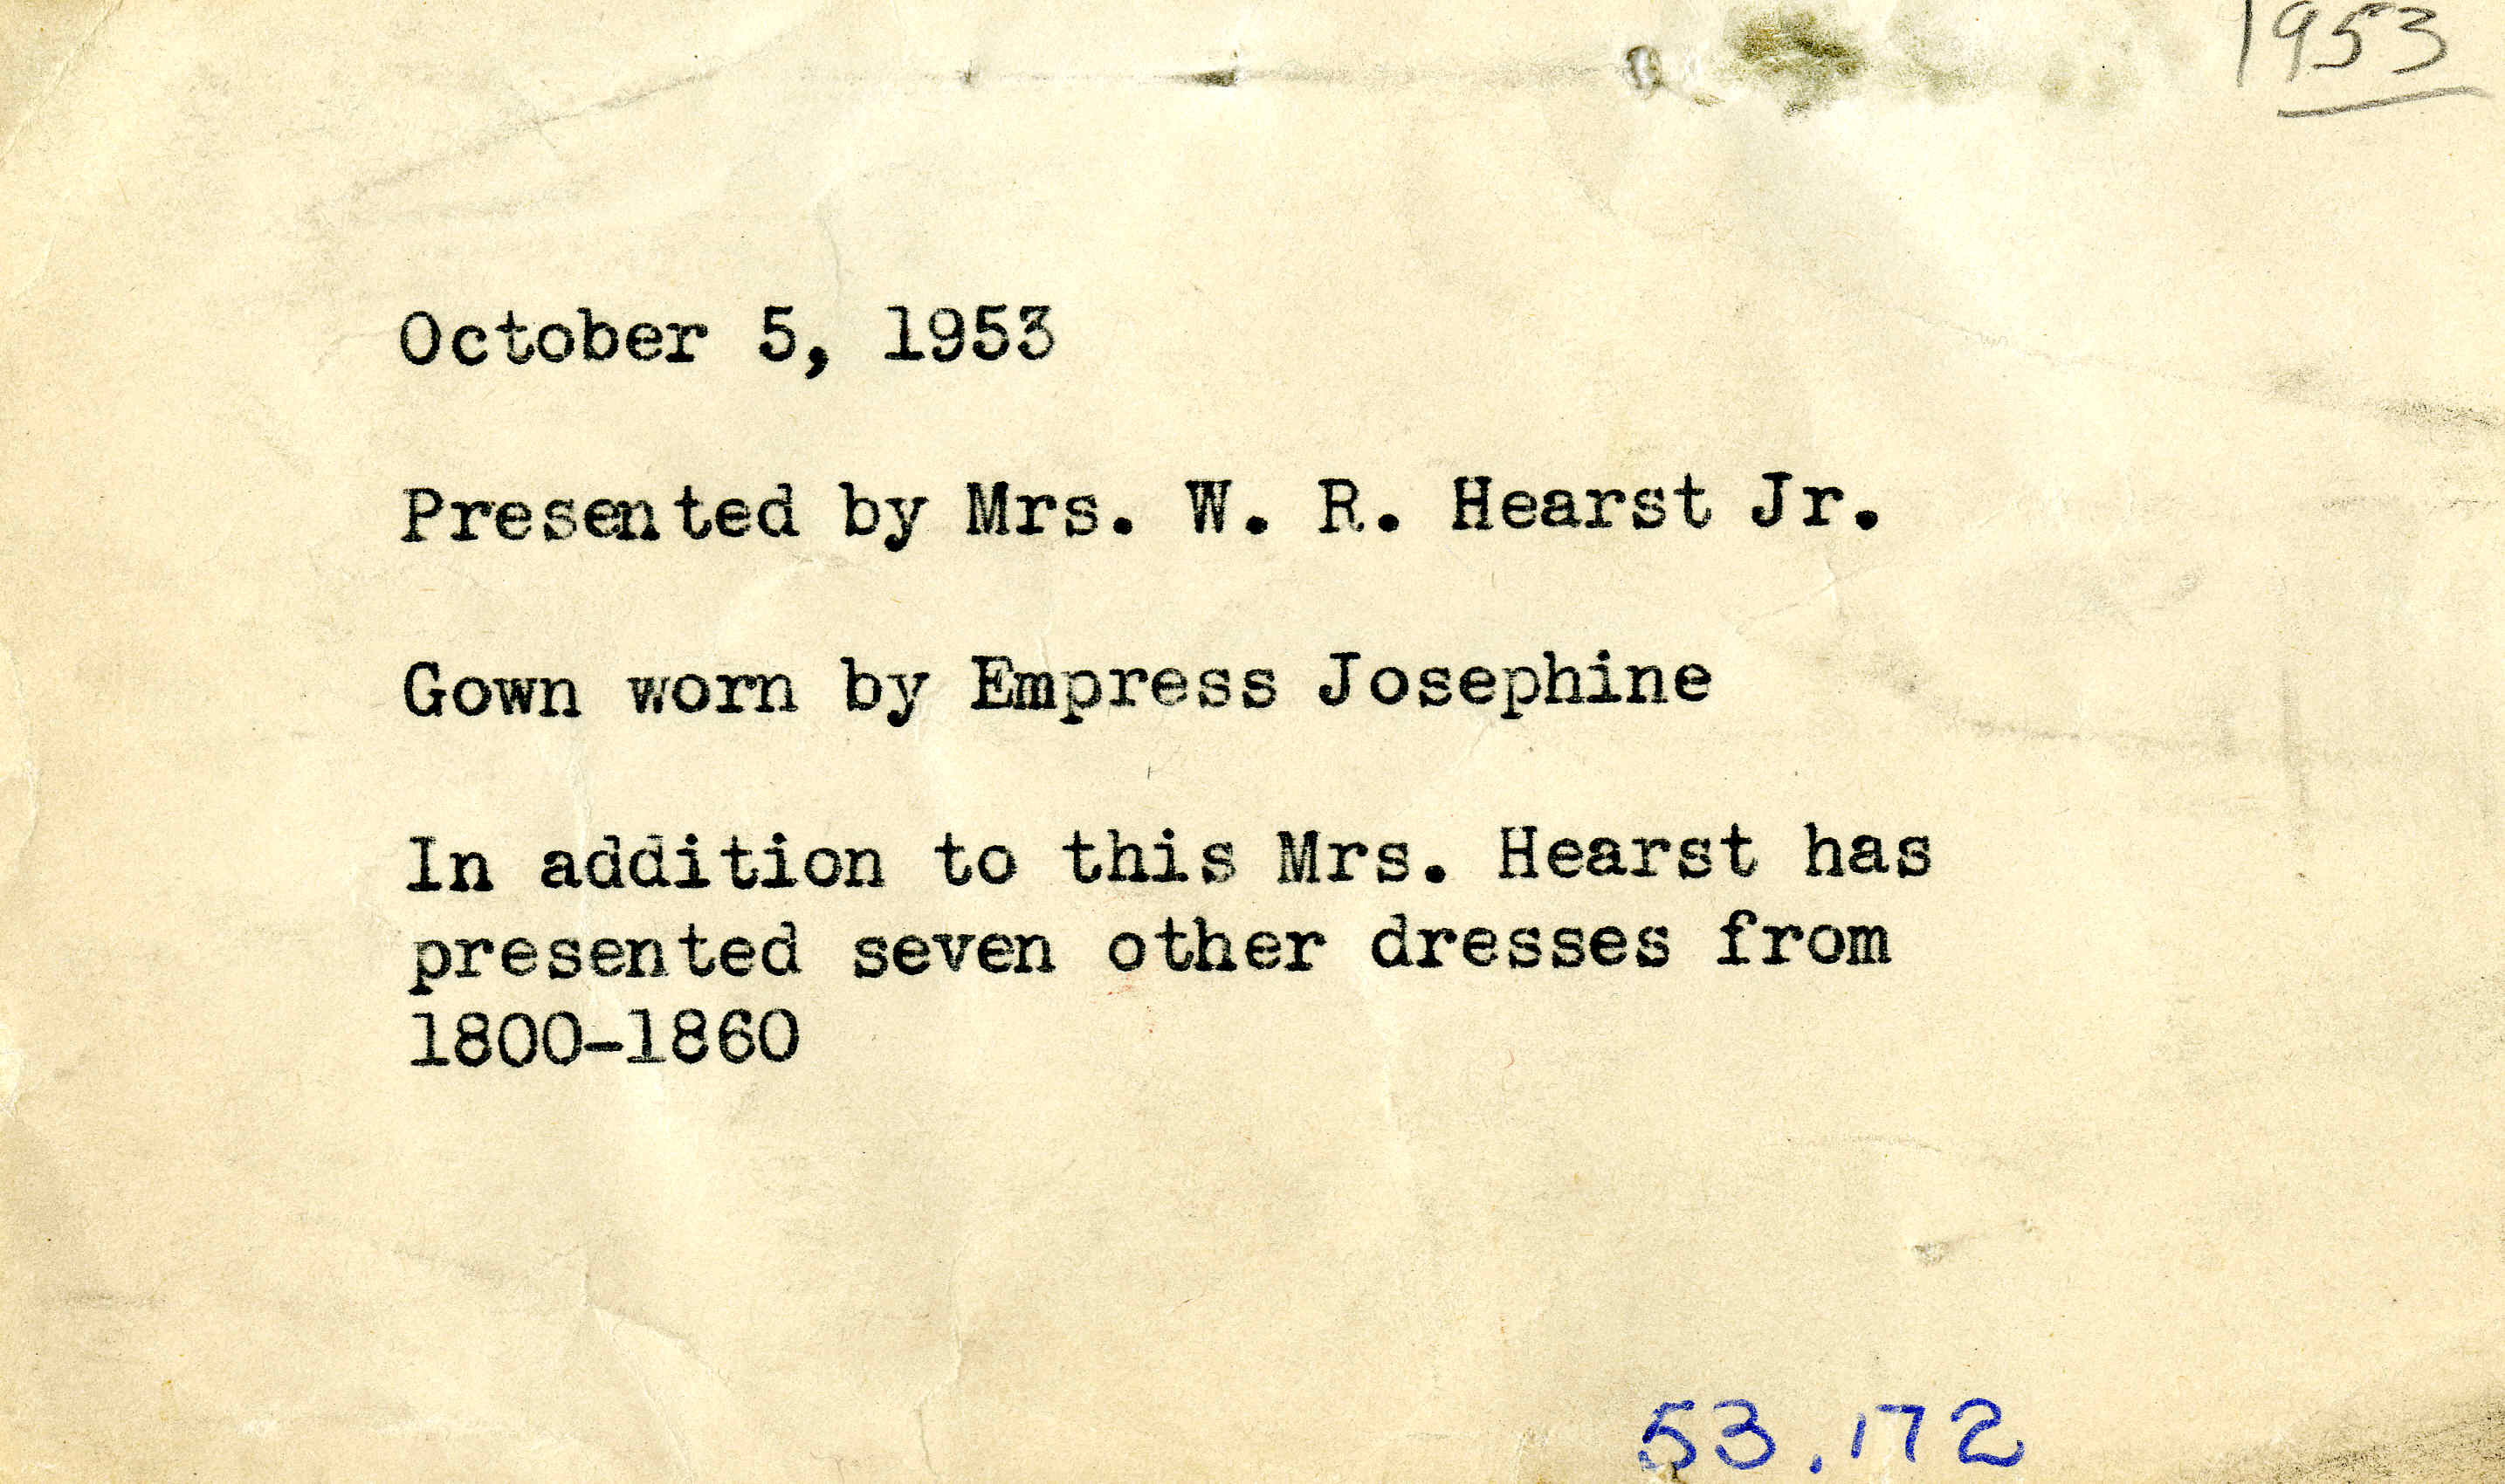 1953
October 5, 1953
Presented by Mrs. W. R. Hearst Jr.
Gown worn by Empress Josephine
In addition to this Mrs. Hearst has
presented seven other dresses from
1800-1860
53.172